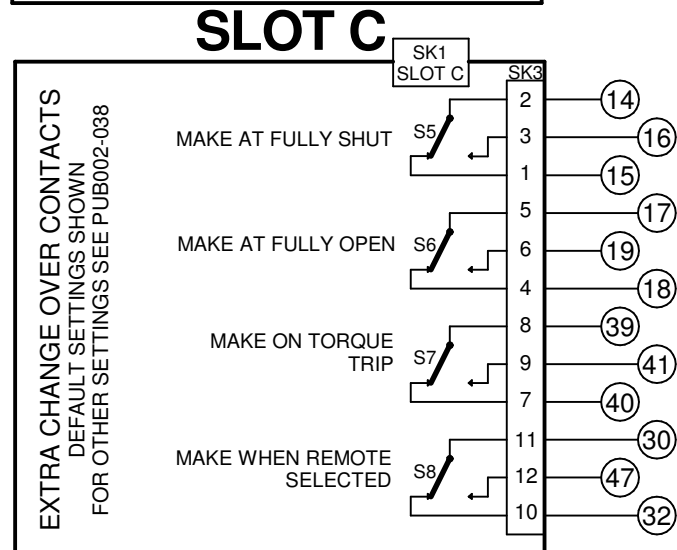 SLOT C
SK1
SLOT C
SK3
EXTRA CHANGE OVER CONTACTS
DEFAULT SETTINGS SHOWN
FOR OTHER SETTINGS SEE PUB002-038
MAKE AT FULLY SHUT
S5
2
14
3
16
1
15
MAKE AT FULLY OPEN
S6
5
17
6
19
4
18
MAKE ON TORQUE
TRIP
S7
8
39
9
41
7
40
MAKE WHEN REMOTE
SELECTED
S8
11
30
12
47
10
32